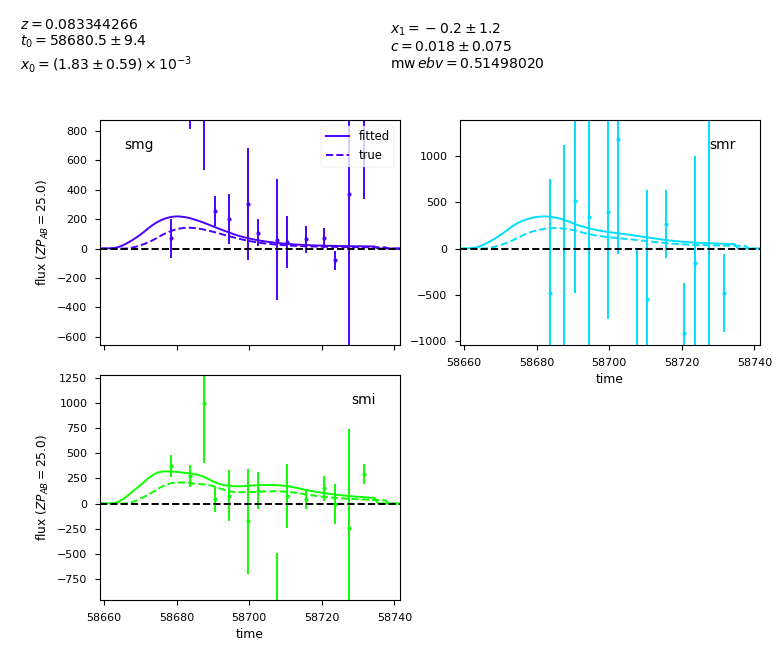 z = 0.083344266
t₀ = 58680.5 ± 9.4
x₀ = (1.83 ± 0.59) × 10⁻³
x₁ = −0.2 ± 1.2
c = 0.018 ± 0.075
mw ebv = 0.51498020
smg
fitted
true
800
600
400
200
0
−200
−400
−600
flux (ZP_AB = 25.0)
smr
1000
500
0
−500
−1000
58660 58680 58700 58720 58740
time
smi
1250
1000
750
500
250
0
−250
−500
−750
flux (ZP_AB = 25.0)
58660 58680 58700 58720 58740
time